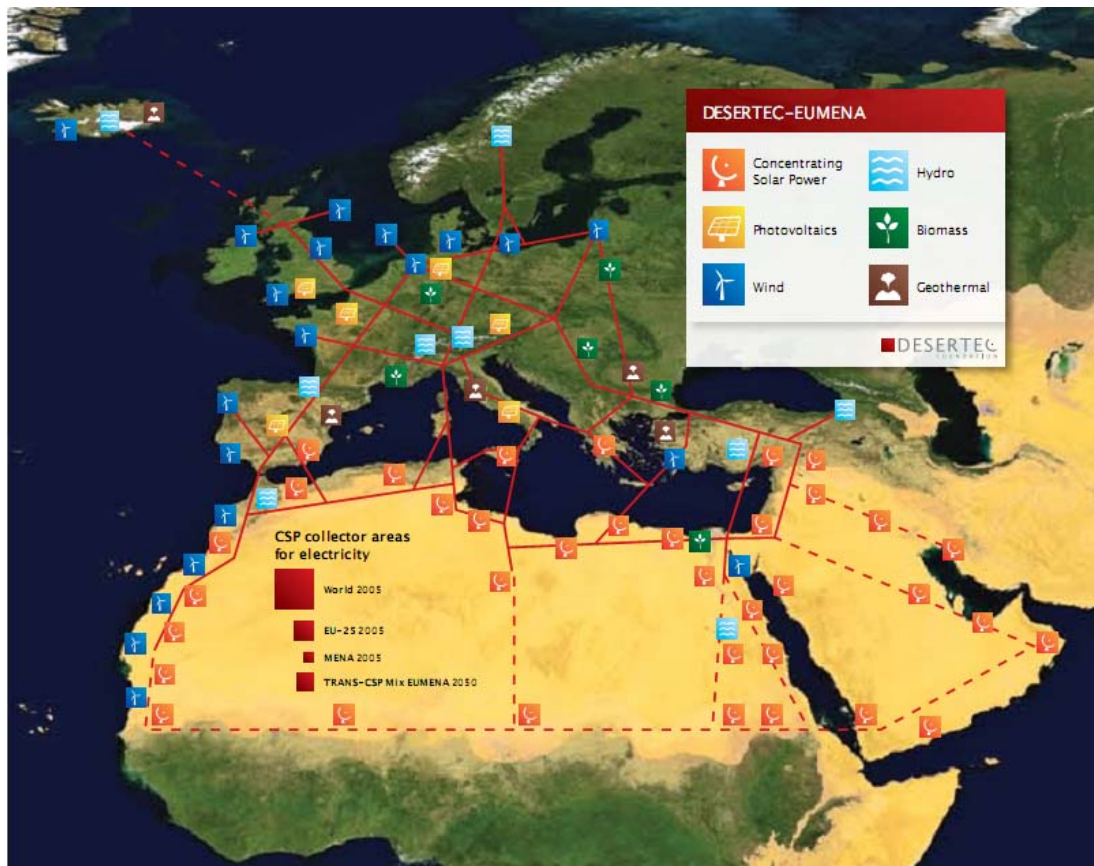 DESERTEC-EUMENA
Concentrating
Solar Power
Hydro
Photovoltaics
Biomass
Wind
Geothermal
DESERTEC
FOUNDATION
CSP collector areas
for electricity
World 2005
EU-25 2005
MENA 2005
TRANS-CSP Mix EUMENA 2050